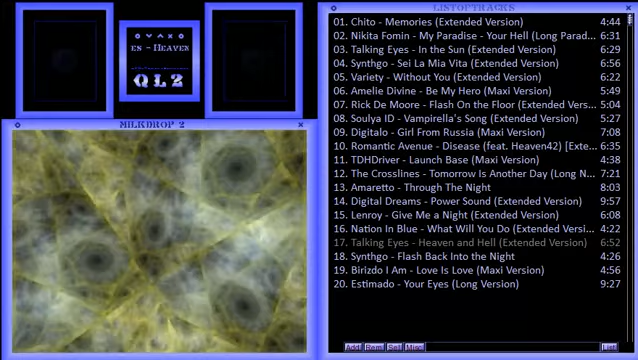 ES - HEAVEN
MILKDROP 2
LISTOFTRACKS
01. Chito - Memories (Extended Version) 4:44
02. Nikita Fomin - My Paradise - Your Hell (Long Parad... 6:31
03. Talking Eyes - In the Sun (Extended Version) 6:29
04. Synthgo - Sei La Mia Vita (Extended Version) 6:56
05. Variety - Without You (Extended Version) 6:22
06. Amelie Divine - Be My Hero (Maxi Version) 5:49
07. Rick De Moore - Flash On the Floor (Extended Vers... 5:04
08. Soulya ID - Vampirella's Song (Extended Version) 5:27
09. Digitalo - Girl From Russia (Maxi Version) 7:08
10. Romantic Avenue - Disease (feat. Heaven42) [Exte... 6:35
11. TDHDriver - Launch Base (Maxi Version) 4:38
12. The Crosslines - Tomorrow Is Another Day (Long N... 7:21
13. Amaretto - Through The Night 8:03
14. Digital Dreams - Power Sound (Extended Version) 9:57
15. Lenroy - Give Me a Night (Extended Version) 6:08
16. Nation In Blue - What Will You Do (Extended Versi... 4:22
17. Talking Eyes - Heaven and Hell (Extended Version) 6:52
18. Synthgo - Flash Back Into the Night 4:26
19. Birizdo I Am - Love Is Love (Maxi Version) 4:56
20. Estimado - Your Eyes (Long Version) 9:27
Add Rem Sel Misc List